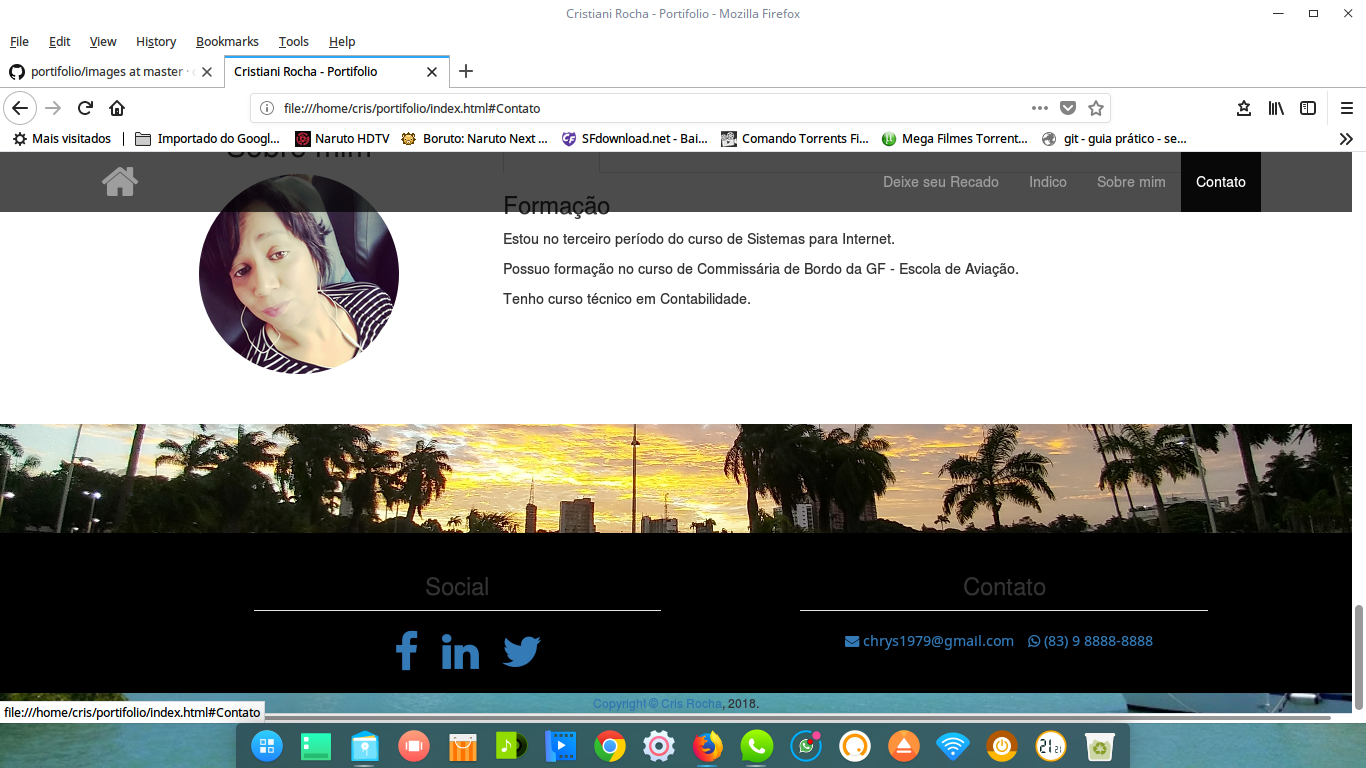 Cristiani Rocha - Portifolio - Mozilla Firefox
File Edit View History Bookmarks Tools Help
portifolio/images at master ·
Cristiani Rocha - Portifolio
file:///home/cris/portifolio/index.html#Contato
Mais visitados Importado do Googl... Naruto HDTV Boruto: Naruto Next ... SFdownload.net - Bai... Comando Torrents Fi... Mega Filmes Torrent... git - guia prático - se...
Sobre mim
Deixe seu Recado Indico Sobre mim Contato
Formação
Estou no terceiro período do curso de Sistemas para Internet.
Possuo formação no curso de Commissária de Bordo da GF - Escola de Aviação.
Tenho curso técnico em Contabilidade.
Social
Contato
chrys1979@gmail.com (83) 9 8888-8888
Copyright © Cris Rocha, 2018.
file:///home/cris/portifolio/index.html#Contato
21 21